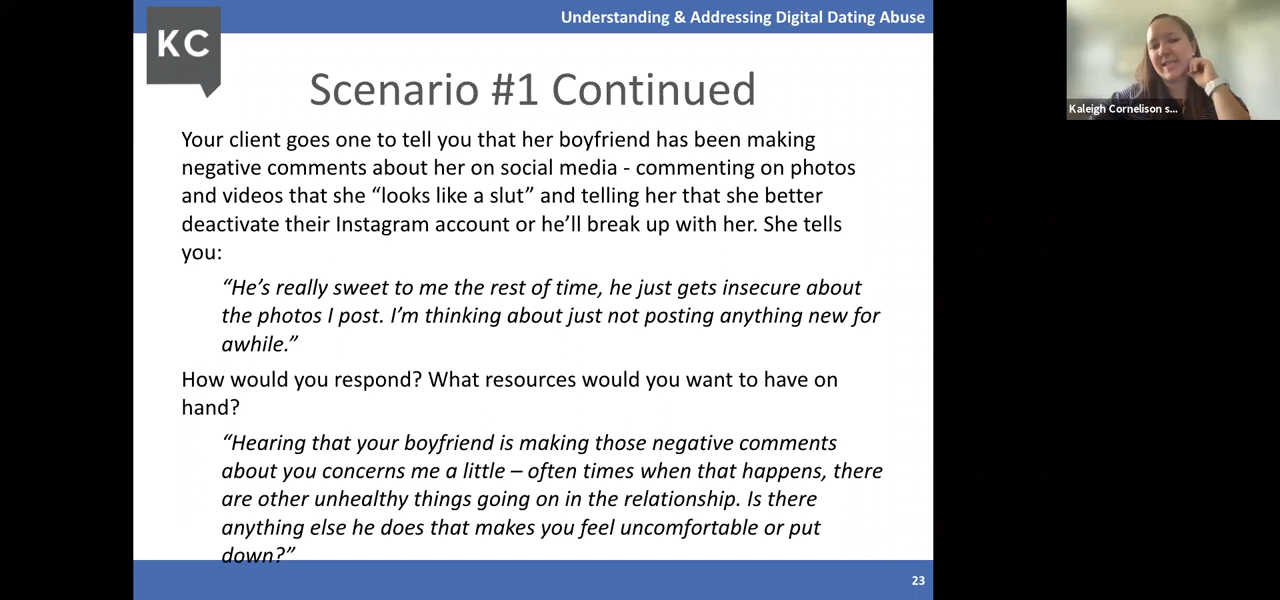 Understanding & Addressing Digital Dating Abuse
KC
Scenario #1 Continued
Your client goes one to tell you that her boyfriend has been making
negative comments about her on social media - commenting on photos
and videos that she “looks like a slut” and telling her that she better
deactivate their Instagram account or he’ll break up with her. She tells
you:
“He’s really sweet to me the rest of time, he just gets insecure about
the photos I post. I’m thinking about just not posting anything new for
awhile.”
How would you respond? What resources would you want to have on
hand?
“Hearing that your boyfriend is making those negative comments
about you concerns me a little – often times when that happens, there
are other unhealthy things going on in the relationship. Is there
anything else he does that makes you feel uncomfortable or put
down?”
23
Kaleigh Cornelison s...